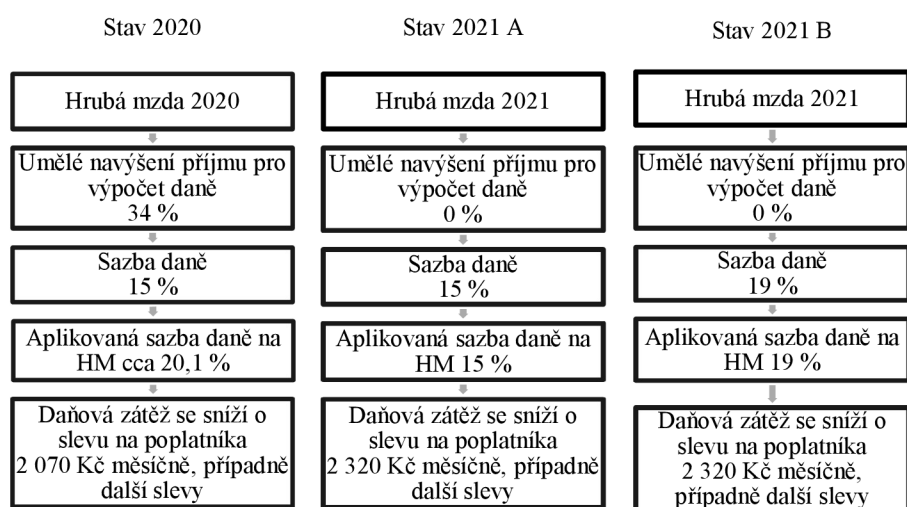 Stav 2020
Hrubá mzda 2020
Umělé navýšení příjmu pro
výpočet daně
34 %
Sazba daně
15 %
Aplikovaná sazba daně na
HM cca 20,1 %
Daňová zátěž se sníží o
slevu na poplatníka
2 070 Kč měsíčně, případně
další slevy
Stav 2021 A
Hrubá mzda 2021
Umělé navýšení příjmu pro
výpočet daně
0 %
Sazba daně
15 %
Aplikovaná sazba daně na
HM 15 %
Daňová zátěž se sníží o
slevu na poplatníka
2 320 Kč měsíčně, případně
další slevy
Stav 2021 B
Hrubá mzda 2021
Umělé navýšení příjmu pro
výpočet daně
0 %
Sazba daně
19 %
Aplikovaná sazba daně na
HM 19 %
Daňová zátěž se sníží o
slevu na poplatníka
2 320 Kč měsíčně,
případně další slevy